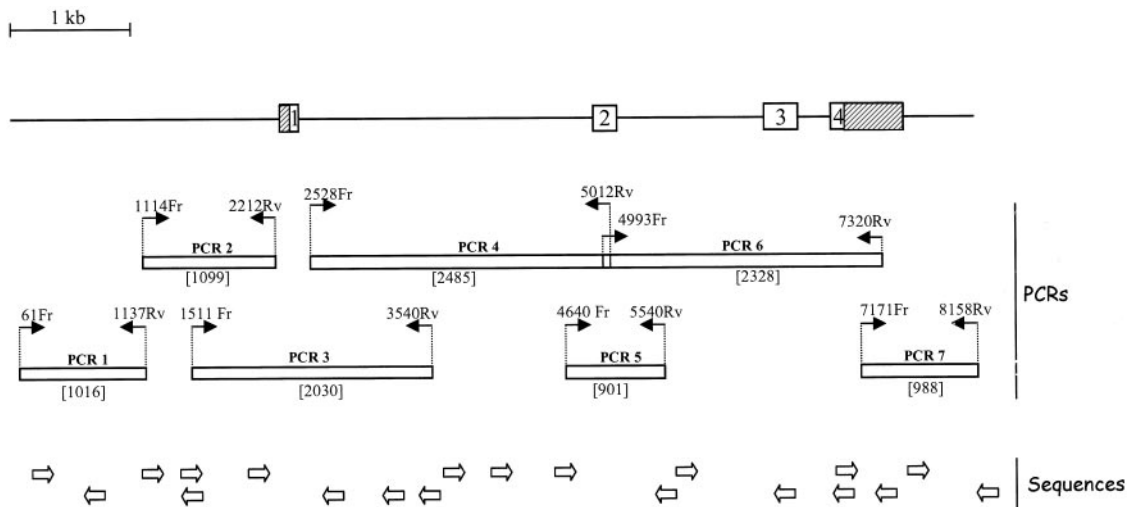 1 kb
1 2 3 4
2528Fr 5012Rv
1114Fr 2212Rv 4993Fr 7320Rv
PCR 2 PCR 4 PCR 6
[1099] [2485] [2328]
PCRs
61Fr 1137Rv 1511 Fr 3540Rv 4640 Fr 5540Rv 7171Fr 8158Rv
PCR 1 PCR 3 PCR 5 PCR 7
[1016] [2030] [901] [988]
Sequences